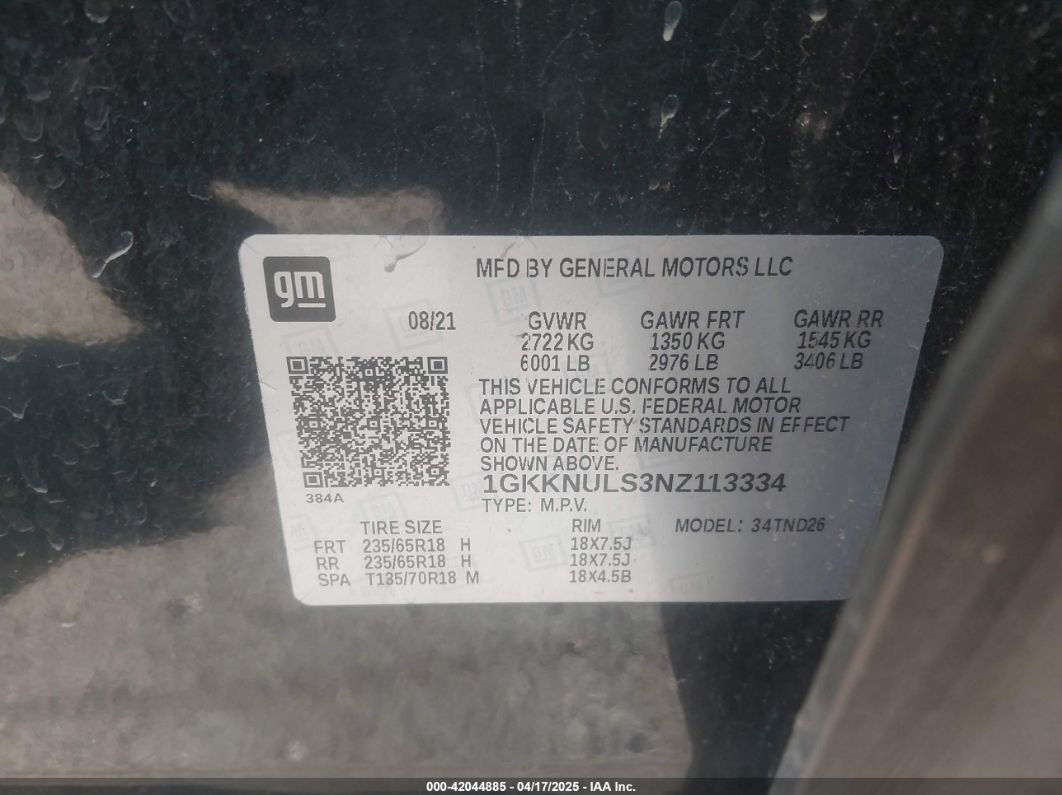 gm
MFD BY GENERAL MOTORS LLC
08/21 GVWR GAWR FRT GAWR RR
2722 KG 1350 KG 1545 KG
6001 LB 2976 LB 3406 LB
THIS VEHICLE CONFORMS TO ALL
APPLICABLE U.S. FEDERAL MOTOR
VEHICLE SAFETY STANDARDS IN EFFECT
ON THE DATE OF MANUFACTURE
SHOWN ABOVE.
384A
1GKKNULS3NZ113334
TYPE: M.P.V.
TIRE SIZE RIM MODEL: 34TND26
FRT 235/65R18 H 18X7.5J
RR 235/65R18 H 18X7.5J
SPA T135/70R18 M 18X4.5B
000-42044885 - 04/17/2025 - IAA Inc.